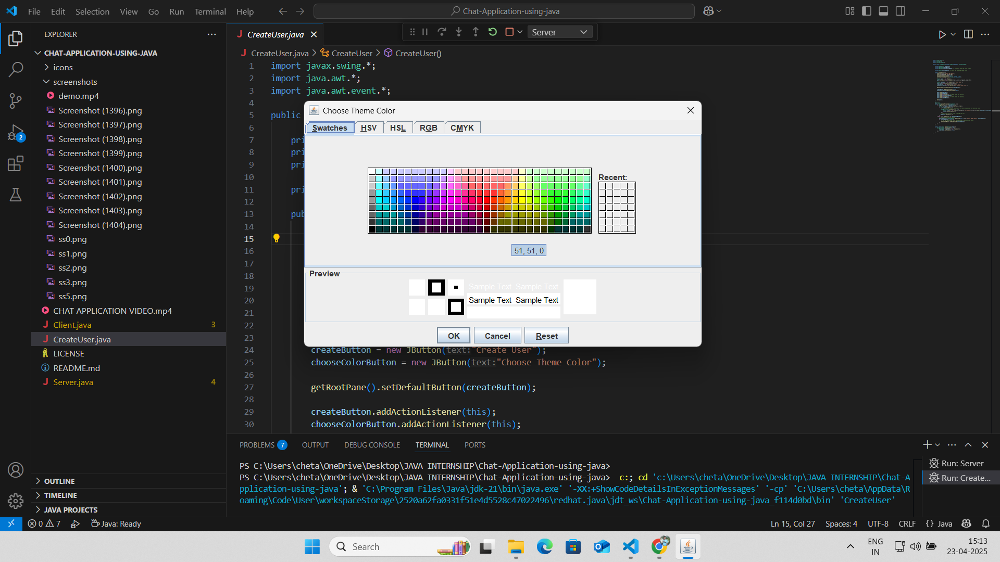 File Edit Selection View Go Run Terminal Help
Chat-Application-using-java
EXPLORER
CHAT-APPLICATION-USING-JAVA
icons
screenshots
demo.mp4
Screenshot (1396).png
Screenshot (1397).png
Screenshot (1398).png
Screenshot (1399).png
Screenshot (1400).png
Screenshot (1401).png
Screenshot (1402).png
Screenshot (1403).png
Screenshot (1404).png
ss0.png
ss1.png
ss2.png
ss3.png
ss5.png
CHAT APPLICATION VIDEO.mp4
J Client.java 3
J CreateUser.java
LICENSE
README.md
J Server.java 4
OUTLINE
TIMELINE
JAVA PROJECTS
2
J CreateUser.java
Server
J CreateUser.java > CreateUser > CreateUser()
1 import javax.swing.*;
2 import java.awt.*;
3 import java.awt.event.*;
4
5 public
6
7 pri
8 pri
9 pri
10
11 pri
12
13 pub
14
15
16
17
18
19
20
21
22
23
24 createButton = new JButton(text:"Create User");
25 chooseColorButton = new JButton(text:"Choose Theme Color");
26
27 getRootPane().setDefaultButton(createButton);
28
29 createButton.addActionListener(this);
30 chooseColorButton.addActionListener(this);
Choose Theme Color
Swatches HSV HSL RGB CMYK
Recent:
51, 51, 0
Preview
Sample Text Sample Text
Sample Text Sample Text
OK Cancel Reset
PROBLEMS 7 OUTPUT DEBUG CONSOLE TERMINAL PORTS
PS C:\Users\cheta\OneDrive\Desktop\JAVA INTERNSHIP\Chat-Application-using-java>
PS C:\Users\cheta\OneDrive\Desktop\JAVA INTERNSHIP\Chat-Application-using-java> c:; cd 'c:\Users\cheta\OneDrive\Desktop\JAVA INTERNSHIP\Chat-A
pplication-using-java'; & 'C:\Program Files\Java\jdk-21\bin\java.exe' '-XX:+ShowCodeDetailsInExceptionMessages' '-cp' 'C:\Users\cheta\AppData\R
oaming\Code\User\workspaceStorage\2520a62fa0331f51e4d5528c47022496\redhat.java\jdt_ws\Chat-Application-using-java_f114d0bd\bin' 'CreateUser'
Run: Server
Run: Create...
0 7 Java: Ready
Ln 15, Col 27 Spaces: 4 UTF-8 CRLF {} Java
Search
ENG
IN
15:13
23-04-2025